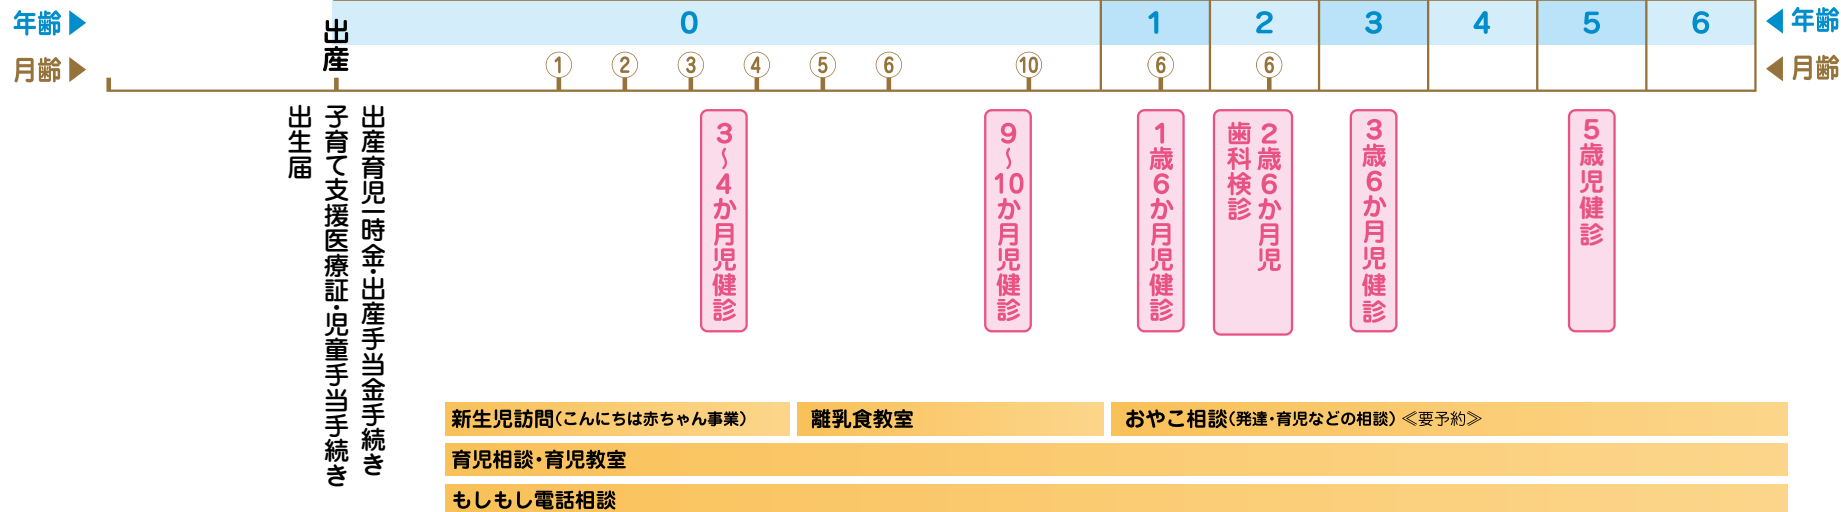 年齢 0 1 2 3 4 5 6 年齢
出産
月齢 1 2 3 4 5 6 10 6 6 月齢
出産育児一時金・出産手当金手続き
子育て支援医療証・児童手当手続き
出生届
3〜4か月児健診
9〜10か月児健診
1歳6か月児健診
2歳6か月児
歯科検診
3歳6か月児健診
5歳児健診
新生児訪問(こんにちは赤ちゃん事業)
離乳食教室
おやこ相談(発達・育児などの相談)≪要予約≫
育児相談・育児教室
もしもし電話相談